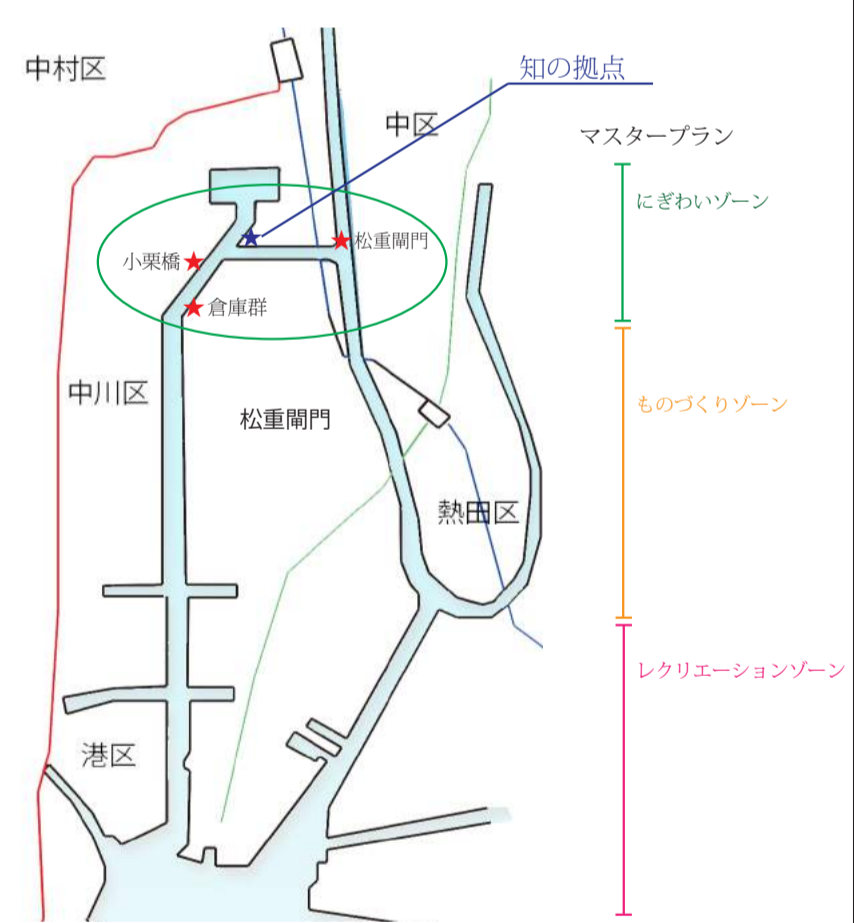 知の拠点
中村区
中区
マスタープラン
にぎわいゾーン
松重閘門
小栗橋
倉庫群
中川区
ものづくりゾーン
松重閘門
熱田区
レクリエーションゾーン
港区